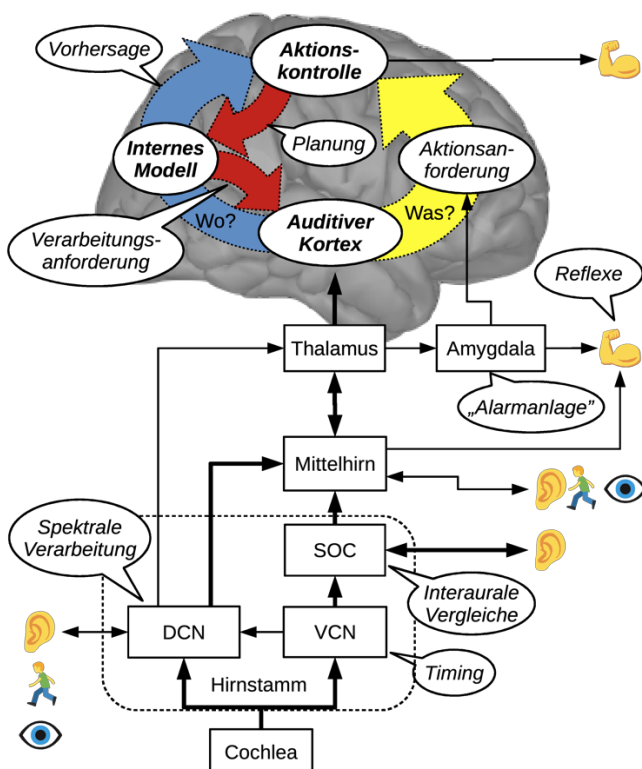 Vorhersage
Aktions-
kontrolle
Planung
Internes
Modell
Aktionsan-
forderung
Wo?
Was?
Auditiver
Kortex
Verarbeitungs-
anforderung
Reflexe
Thalamus
Amygdala
„Alarmanlage”
Mittelhirn
Spektrale
Verarbeitung
SOC
Interaurale
Vergleiche
DCN
VCN
Timing
Hirnstamm
Cochlea